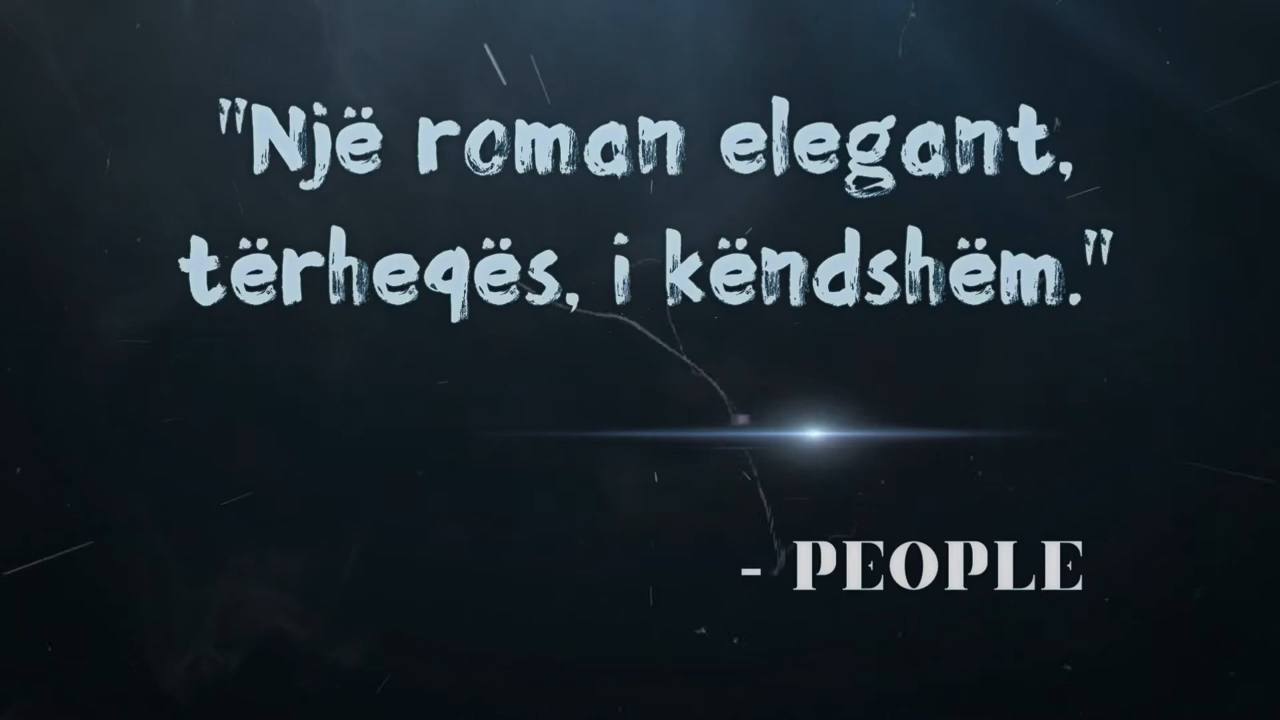 "Një roman elegant,
tërheqës, i këndshëm."
- PEOPLE